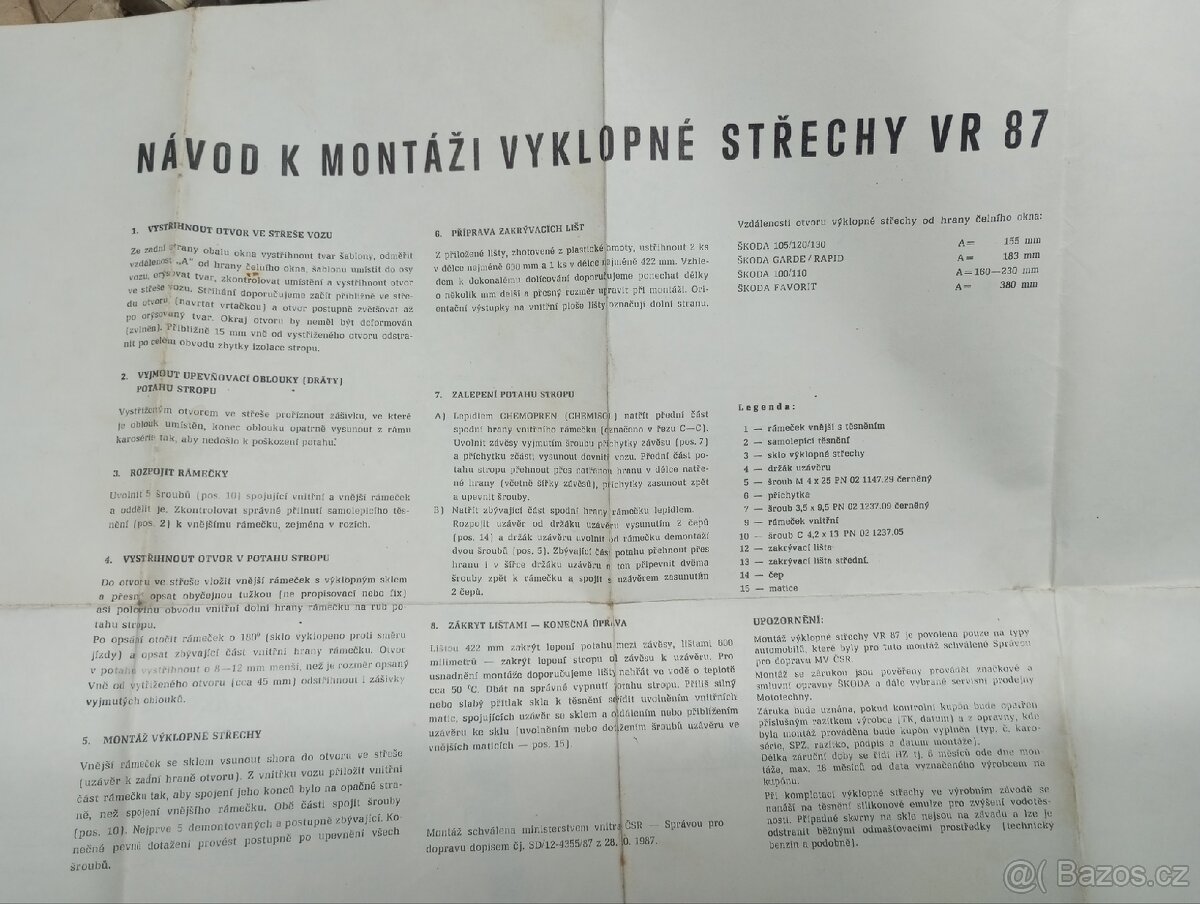 NÁVOD K MONTÁŽI VYKLOPNÉ STŘECHY VR 87
1. VYSTŘIHNOUT OTVOR VE STŘEŠE VOZU
Ze zadní strany obalu okna vystřihnout tvar šablony, odměřit
vzdálenost „A" od hrany čelního okna, šablonu umístit do osy
vozu, orýsovat tvar, zkontrolovat umístění a vystřihnout otvor
ve střeše vozu. Stříhání doporučujeme začít přibližně ve stře-
du otvoru (navrtat vrtačkou) a otvor postupně zvětšovat až
po orýsovaný tvar. Okraj otvoru by neměl být deformován
(zvlněn). Přibližně 15 mm vně od vystřiženého otvoru odstra-
nit po celém obvodu zbytky izolace stropu.
2. VYJMOUT UPEVŇOVACÍ OBLOUKY (DRÁTY)
POTAHU STROPU
Vystřiženým otvorem ve střeše proříznout zášivku, ve které
je oblouk umístěn, konec oblouku opatrně vysunout z rámu
karosérie tak, aby nedošlo k poškození potahu.
3. ROZPOJIT RÁMEČKY
Uvolnit 5 šroubů (pos. 10) spojující vnitřní a vnější rámeček
a oddělit je. Zkontrolovat správné přilnutí samolepicího těs-
nění (pos. 2) k vnějšímu rámečku, zejména v rozích.
4. VYSTŘIHNOUT OTVOR V POTAHU STROPU
Do otvoru ve střeše vložit vnější rámeček s výklopným sklem
a přesně opsat obyčejnou tužkou (ne propisovací nebo fix)
asi polovinu obvodu vnitřní dolní hrany rámečku na rub po-
tahu stropu.
Po opsání otočit rámeček o 180° (sklo vyklopeno proti směru
jízdy) a opsat zbývající část vnitřní hrany rámečku. Otvor
v potahu vystřihnout o 8—12 mm menší, než je rozměr opsaný
Vně od vytřiženého otvoru (cca 45 mm) odstřihnout i zášivky
vyjmutých oblouků.
5. MONTÁŽ VÝKLOPNÉ STŘECHY
Vnější rámeček se sklem vsunout shora do otvoru ve střeše
(uzávěr k zadní hraně otvoru). Z vnitřku vozu přiložit vnitřní
část rámečku tak, aby spojení jeho konců bylo na opačné stra-
ně, než spojení vnějšího rámečku. Obě části spojit šrouby
(pos. 10). Nejprve 5 demontovaných a postupně zbývající. Ko-
nečné pevné dotažení provést postupně po upevnění všech
šroubů.
6. PŘÍPRAVA ZAKRÝVACÍCH LIŠT
Z přiložené lišty, zhotovené z plastické hmoty, ustřihnout 2 ks
v délce nejméně 600 mm a 1 ks v délce nejméně 422 mm. Vzhle-
dem k dokonalému dolícování doporučujeme ponechat délky
o několik mm delší a přesný rozměr upravit při montáži. Ori-
entační výstupky na vnitřní ploše lišty označují dolní stranu.
7. ZALEPENÍ POTAHU STROPU
A) Lepidlem CHEMOPREN (CHEMISOL) natřít přední část
spodní hrany vnitřního rámečku (označeno v řezu C—C).
Uvolnit závěsy vyjmutím šroubu příchytky závěsu (pos. 7)
a příchytku zčásti vysunout dovnitř vozu. Přední část po-
tahu stropu přehnout přes natřenou hranu v délce natře-
né hrany (včetně šířky závěsů), příchytky zasunout zpět
a upevnit šrouby.
B) Natřít zbývající část spodní hrany rámečku lepidlem.
Rozpojit uzávěr od držáku uzávěru vysunutím 2 čepů
(pos. 14) a držák uzávěru uvolnit od rámečku demontáží
dvou šroubů (pos. 5). Zbývající část potahu přehnout přes
hranu i v šířce držáku uzávěru a ten připevnit dvěma
šrouby zpět k rámečku a spojit s uzávěrem zasunutím
2 čepů.
8. ZÁKRYT LIŠTAMI — KONEČNÁ ÚPRAVA
Lištou 422 mm zakrýt lepení potahu mezi závěsy, lištami 600
milimetrů — zakrýt lepení stropu od závěsu k uzávěru. Pro
usnadnění montáže doporučujeme lišty nahřát ve vodě o teplotě
cca 50 °C. Dbát na správné vypnutí potahu stropu. Příliš silný
nebo slabý přítlak skla k těsnění seřídit uvolněním vnitřních
matic, spojujících uzávěr se sklem a oddálením nebo přiblížením
uzávěru ke sklu (uvolněním nebo dotažením šroubů uzávěru ve
vnějších maticích — pos. 15).
Montáž schválena ministerstvem vnitra ČSR — Správou pro
dopravu dopisem čj. SD/12-4355/87 z 28. 10. 1987.
Vzdálenosti otvoru výklopné střechy od hrany čelního okna:
ŠKODA 105/120/130 A= 155 mm
ŠKODA GARDE/RAPID A= 183 mm
ŠKODA 100/110 A=160—230 mm
ŠKODA FAVORIT A= 380 mm
Legenda:
1 — rámeček vnější s těsněním
2 — samolepicí těsnění
3 — sklo výklopné střechy
4 — držák uzávěru
5 — šroub M 4 x 25 PN 02 1147.29 černěný
6 — příchytka
7 — šroub 3,5 x 9,5 PN 02 1237.09 černěný
9 — rámeček vnitřní
10 — šroub C 4,2 x 13 PN 02 1237.05
12 — zakrývací lišta
13 — zakrývací lišta střední
14 — čep
15 — matice
UPOZORNĚNÍ:
Montáž výklopné střechy VR 87 je povolena pouze na typy
automobilů, které byly pro tuto montáž schváleně Správou
pro dopravu MV ČSR
Montáž se zárukou jsou pověřeny provádět značkové a
smluvní opravny ŠKODA a dále vybrané servisní prodejny
Mototechny.
Záruka bude uznána, pokud kontrolní kupón bude opatřen
příslušným razítkem výrobce (TK, datum) a z opravny, kde
byla montáž prováděna bude kupón vyplněn (typ. č. karo-
série, SPZ, razítko, podpis a datum montáže).
Délka záruční doby se řídí HZ tj. 6 měsíců ode dne mon-
táže, max. 16 měsíců od data vyznačeného výrobcem na
kupónu.
Při kompletaci výklopné střechy ve výrobním závodě se
nanáší na těsnění silikonové emulze pro zvýšení vodotěs-
nosti. Případné skvrny na skle nejsou na závadu a lze je
odstranit běžnými odmašťovacími prostředky (technický
benzin a podobně).
@( Bazos.cz